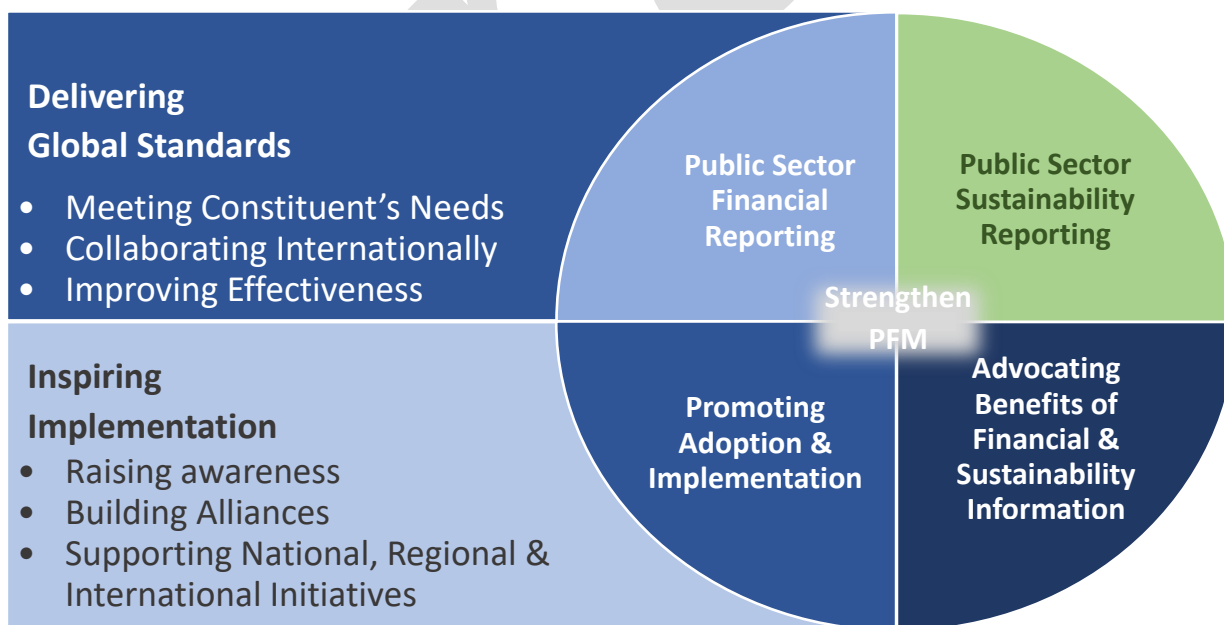 Delivering
Global Standards
• Meeting Constituent’s Needs
• Collaborating Internationally
• Improving Effectiveness
Inspiring
Implementation
• Raising awareness
• Building Alliances
• Supporting National, Regional &
International Initiatives
Public Sector
Financial
Reporting
Public Sector
Sustainability
Reporting
Strengthen
PFM
Promoting
Adoption &
Implementation
Advocating
Benefits of
Financial &
Sustainability
Information